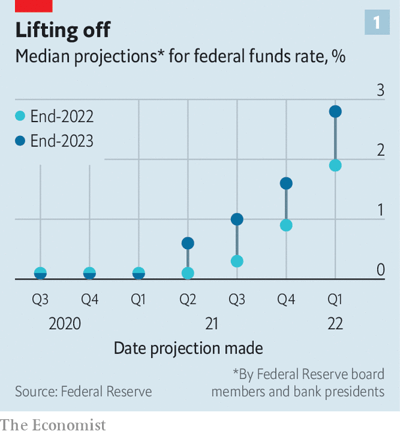 Lifting off
1
Median projections* for federal funds rate, %
End-2022
End-2023
3
2
1
0
Q3 Q4 Q1 Q2 Q3 Q4 Q1
2020 21 22
Date projection made
*By Federal Reserve board
Source: Federal Reserve members and bank presidents
The Economist